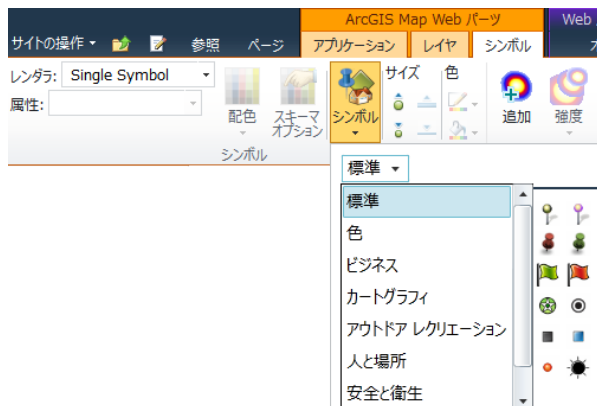 ArcGIS Map Web パーツ
Web
サイトの操作
参照
ページ
アプリケーション
レイヤ
シンボル
レンダラ: Single Symbol
属性:
配色
スキーマ
オプション
シンボル
シンボル
サイズ
色
追加
強度
標準
標準
色
ビジネス
カートグラフィ
アウトドア レクリエーション
人と場所
安全と衛生